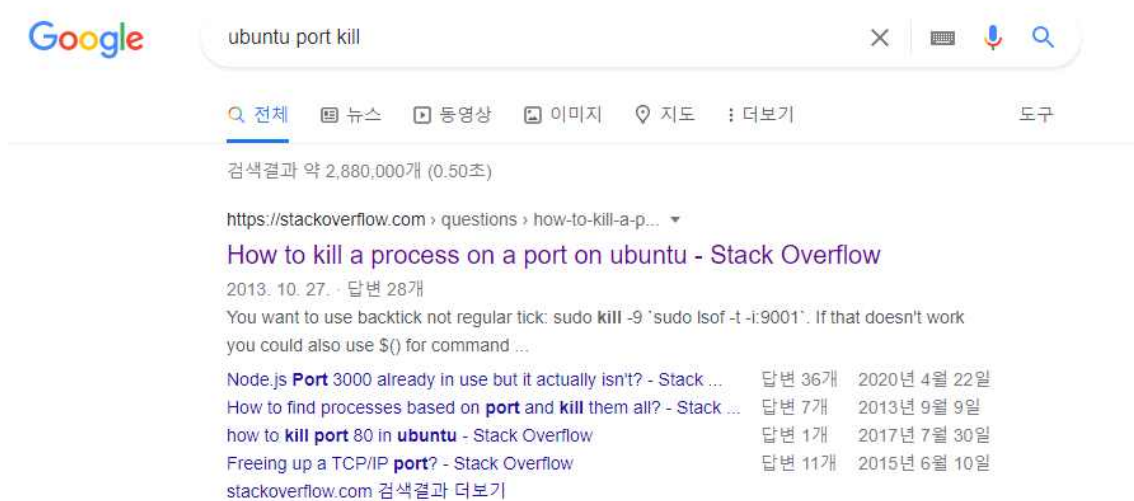 Google
ubuntu port kill
전체 뉴스 동영상 이미지 지도 더보기 도구
검색결과 약 2,880,000개 (0.50초)
https://stackoverflow.com › questions › how-to-kill-a-p...
How to kill a process on a port on ubuntu - Stack Overflow
2013. 10. 27. · 답변 28개
You want to use backtick not regular tick: sudo kill -9 `sudo lsof -t -i:9001`. If that doesn't work
you could also use $() for command ...
Node.js Port 3000 already in use but it actually isn't? - Stack ... 답변 36개 2020년 4월 22일
How to find processes based on port and kill them all? - Stack ... 답변 7개 2013년 9월 9일
how to kill port 80 in ubuntu - Stack Overflow 답변 1개 2017년 7월 30일
Freeing up a TCP/IP port? - Stack Overflow 답변 11개 2015년 6월 10일
stackoverflow.com 검색결과 더보기